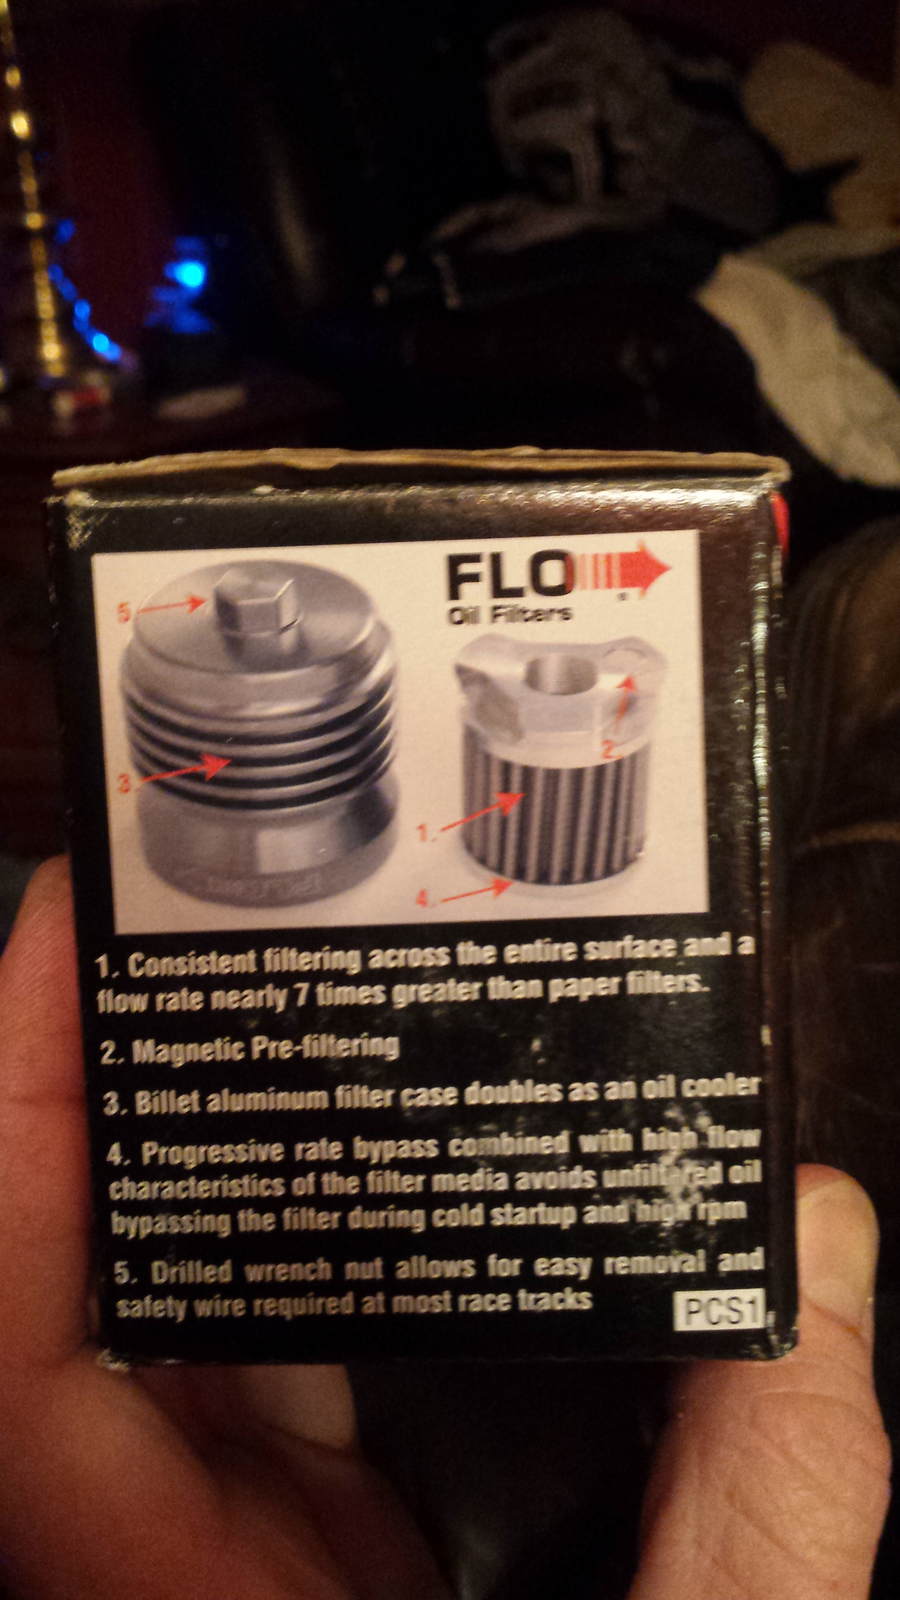 FLO
Oil Filters
5
3
2.
1.
4.
1. Consistent filtering across the entire surface and a
flow rate nearly 7 times greater than paper filters.
2. Magnetic Pre-filtering
3. Billet aluminum filter case doubles as an oil cooler
4. Progressive rate bypass combined with high flow
characteristics of the filter media avoids unfiltered oil
bypassing the filter during cold startup and high rpm
5. Drilled wrench nut allows for easy removal and
safety wire required at most race tracks
PCS1